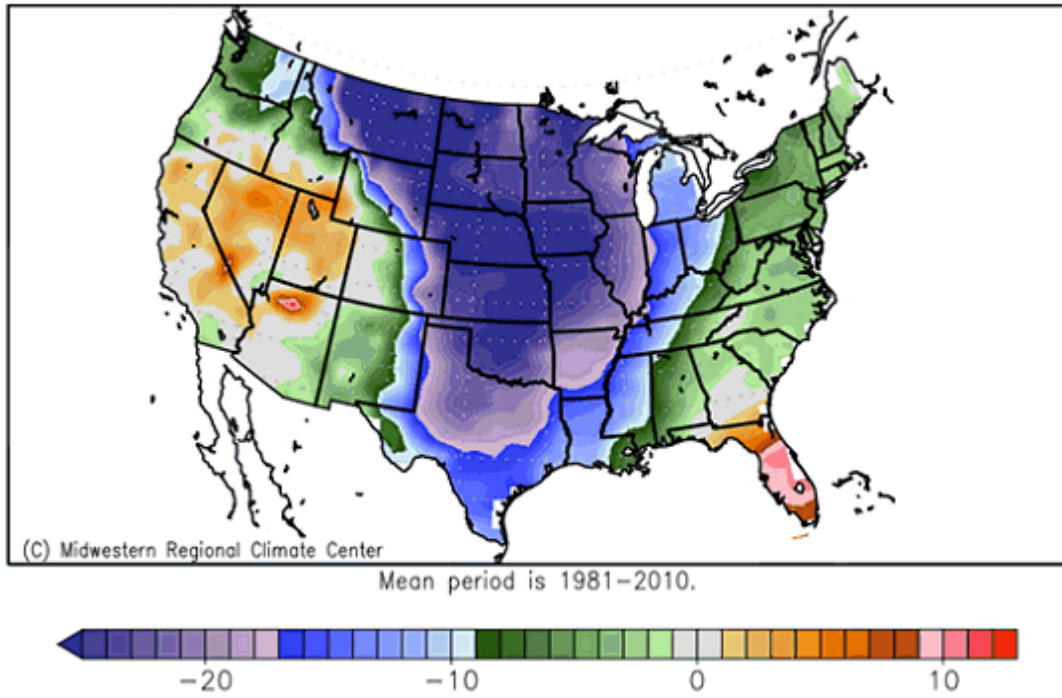 (C) Midwestern Regional Climate Center
Mean period is 1981-2010.
-20 -10 0 10